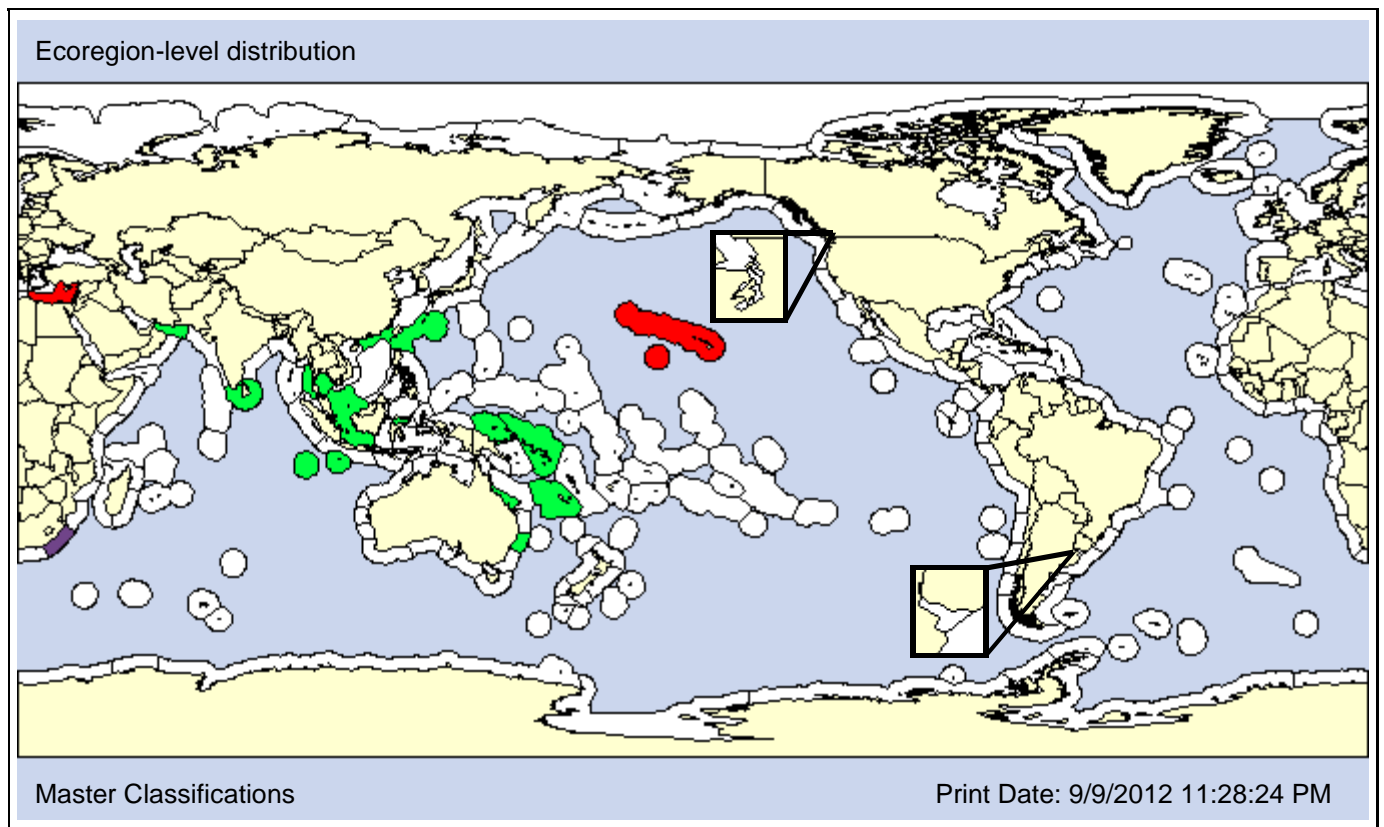 Ecoregion-level distribution
Master Classifications
Print Date: 9/9/2012 11:28:24 PM